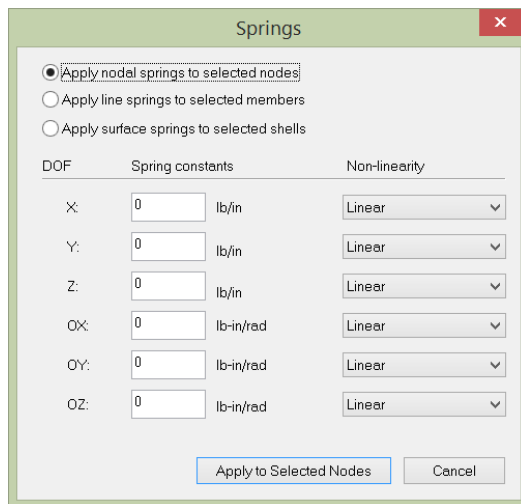 Springs
Apply nodal springs to selected nodes
Apply line springs to selected members
Apply surface springs to selected shells
DOF Spring constants Non-linearity
X: 0 lb/in Linear
Y: 0 lb/in Linear
Z: 0 lb/in Linear
OX: 0 lb-in/rad Linear
OY: 0 lb-in/rad Linear
OZ: 0 lb-in/rad Linear
Apply to Selected Nodes Cancel